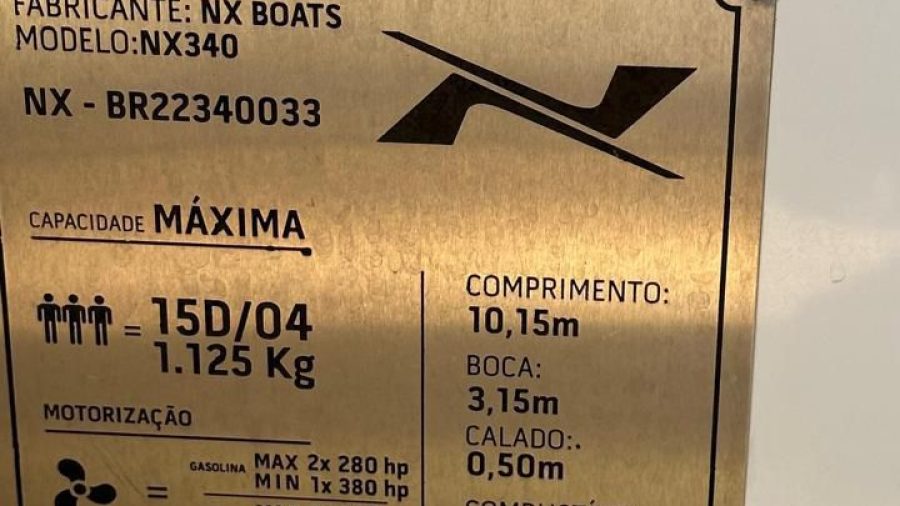 FABRICANTE: NX BOATS
MODELO:NX340
NX - BR22340033
CAPACIDADE MÁXIMA
= 15D/04
1.125 Kg
MOTORIZAÇÃO
= GASOLINA MAX 2x 280 hp
MIN 1x 380 hp
COMPRIMENTO:
10,15m
BOCA:
3,15m
CALADO:.
0,50m